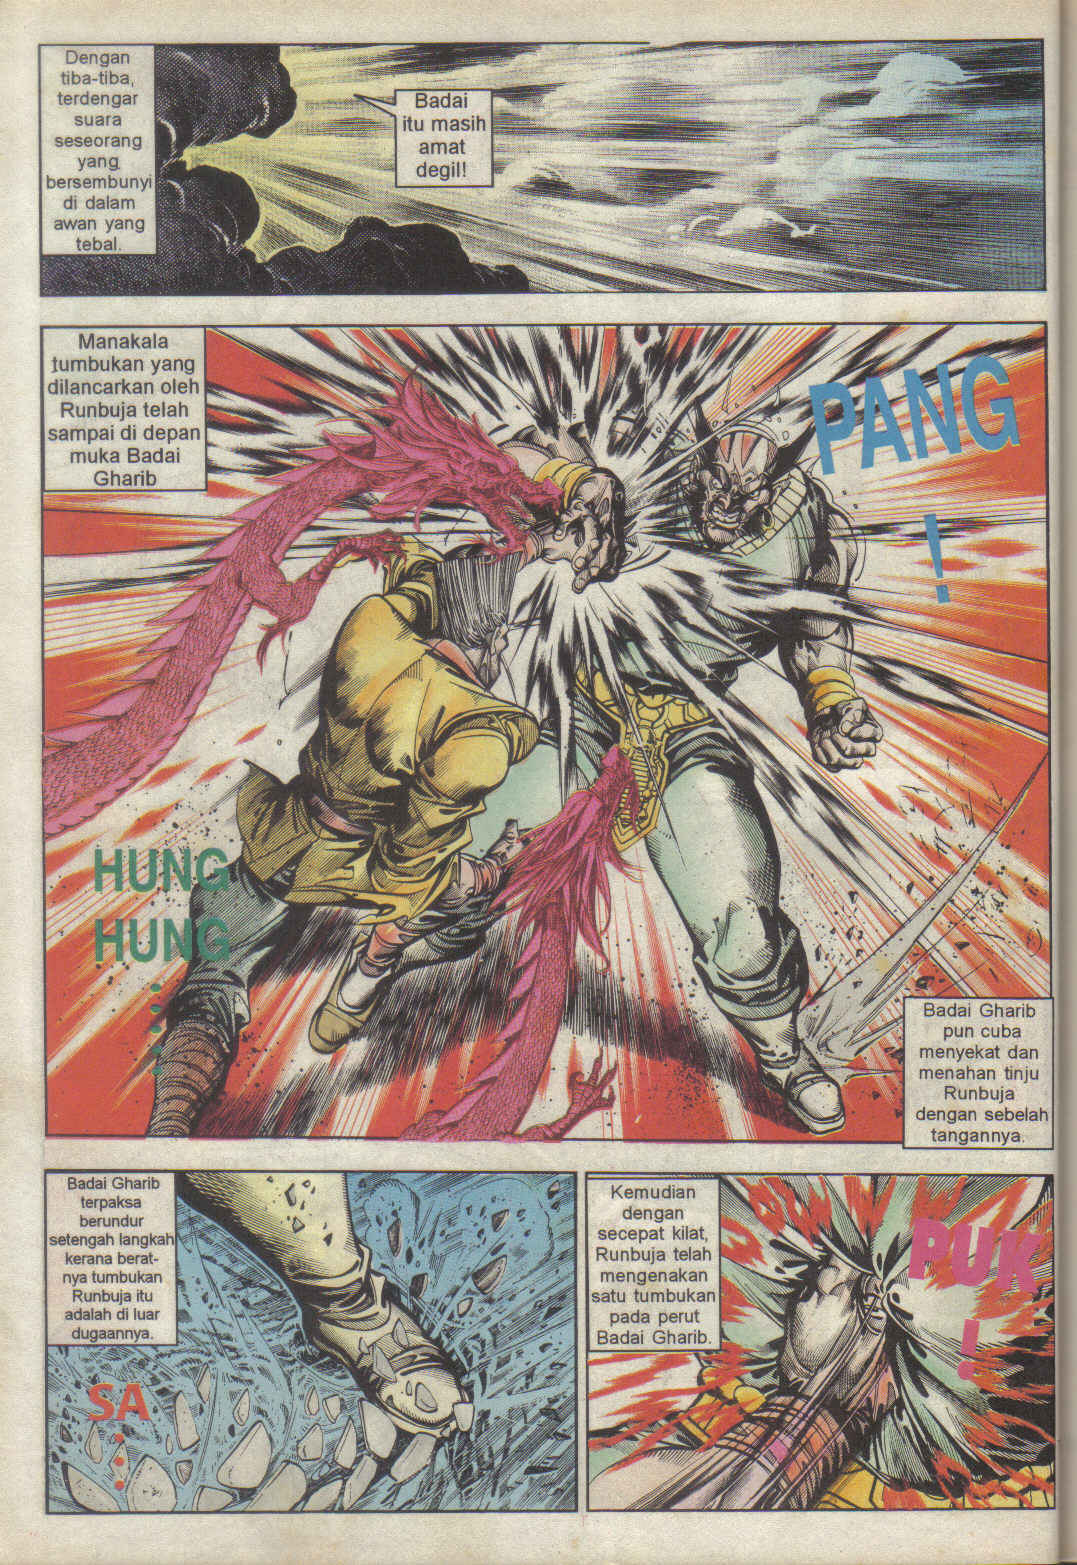 Dengan
tiba-tiba,
terdengar
suara
seseorang
yang
bersembunyi
di dalam
awan yang
tebal.
Badai
itu masih
amat
degil!
Manakala
tumbukan yang
dilancarkan oleh
Runbuja telah
sampai di depan
muka Badai
Gharib
PANG
!
HUNG
HUNG
Badai Gharib
pun cuba
menyekat dan
menahan tinju
Runbuja
dengan sebelah
tangannya.
Badai Gharib
terpaksa
berundur
setengah langkah
kerana berat-
nya tumbukan
Runbuja itu
adalah di luar
dugaannya.
SA
Kemudian
dengan
secepat kilat,
Runbuja telah
mengenakan
satu tumbukan
pada perut
Badai Gharib.
PUK
!